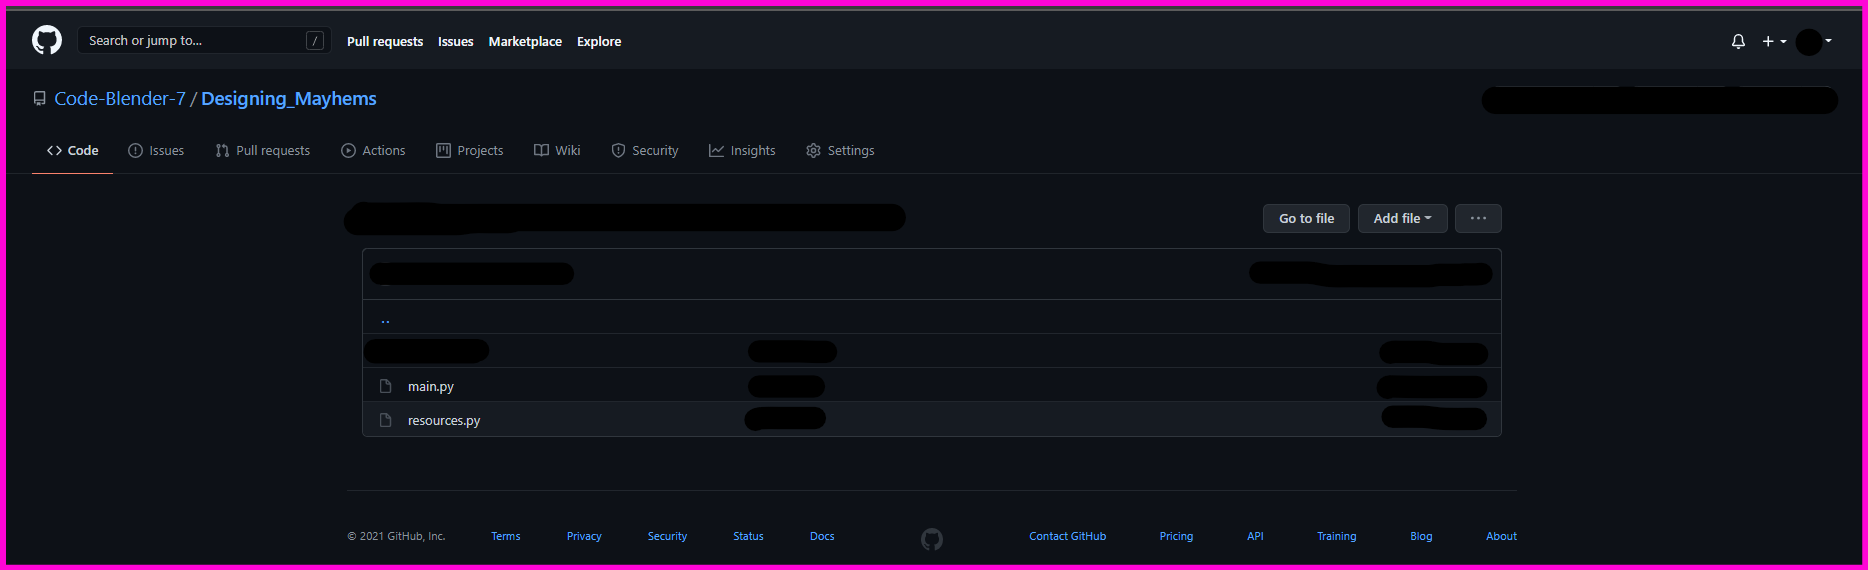 Search or jump to... / Pull requests Issues Marketplace Explore
Code-Blender-7 / Designing_Mayhems
Code Issues Pull requests Actions Projects Wiki Security Insights Settings
Go to file Add file ...
..
main.py
resources.py
© 2021 GitHub, Inc. Terms Privacy Security Status Docs Contact GitHub Pricing API Training Blog About